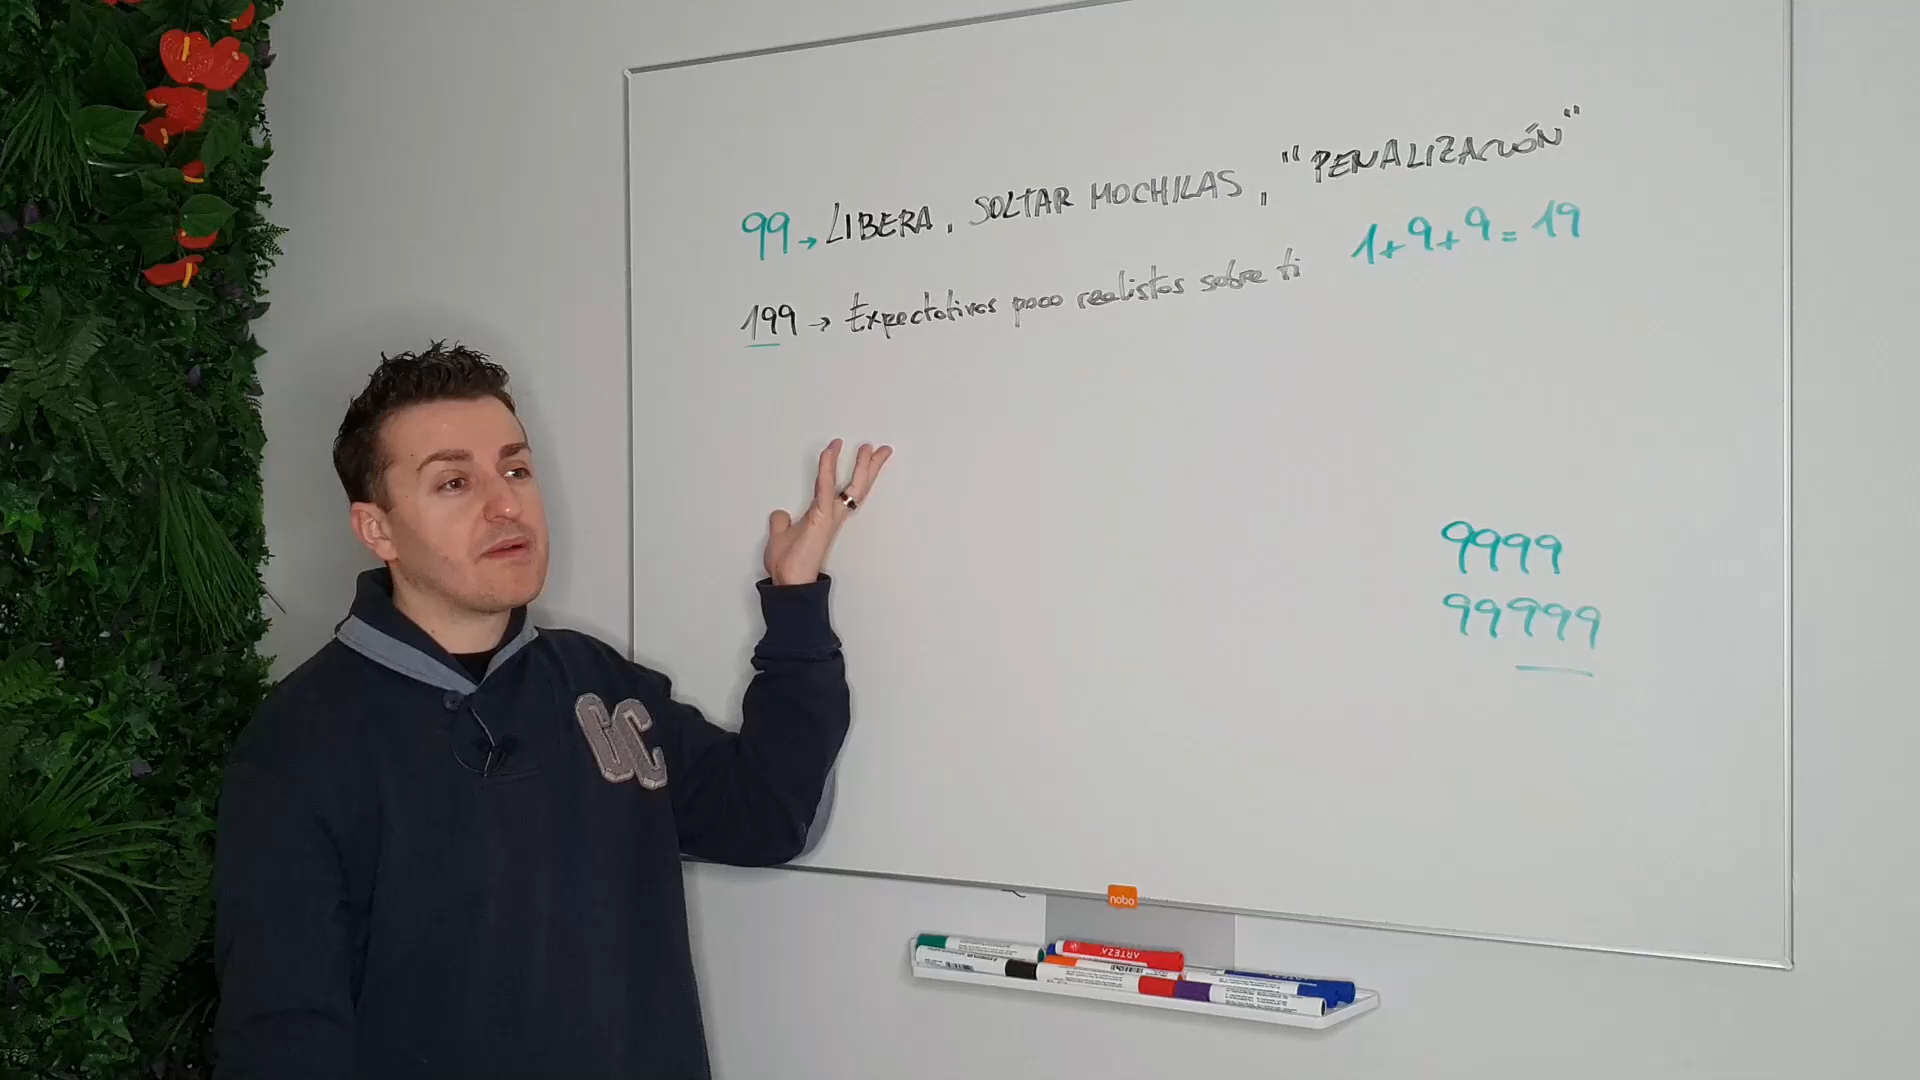 99 → LIBERA, SOLTAR MOCHILAS, "PENALIZACIÓN"
1+9+9=19
199 → Expectativas poco realistas sobre ti
9999
99999
GC
nobo
ARTEZA